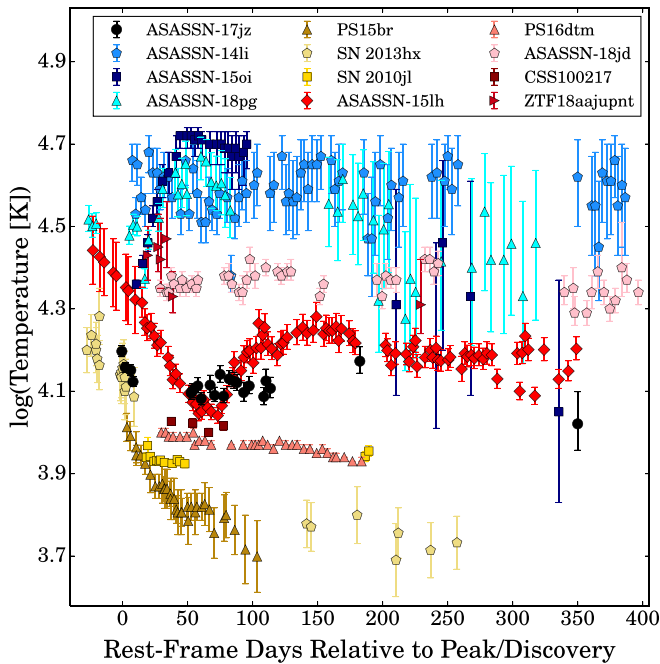 ASASSN-17jz PS15br PS16dtm
ASASSN-14li SN 2013hx ASASSN-18jd
ASASSN-15oi SN 2010jl CSS100217
ASASSN-18pg ASASSN-15lh ZTF18aajupnt
4.9
4.7
4.5
4.3
4.1
3.9
3.7
log(Temperature [K])
0 50 100 150 200 250 300 350 400
Rest-Frame Days Relative to Peak/Discovery